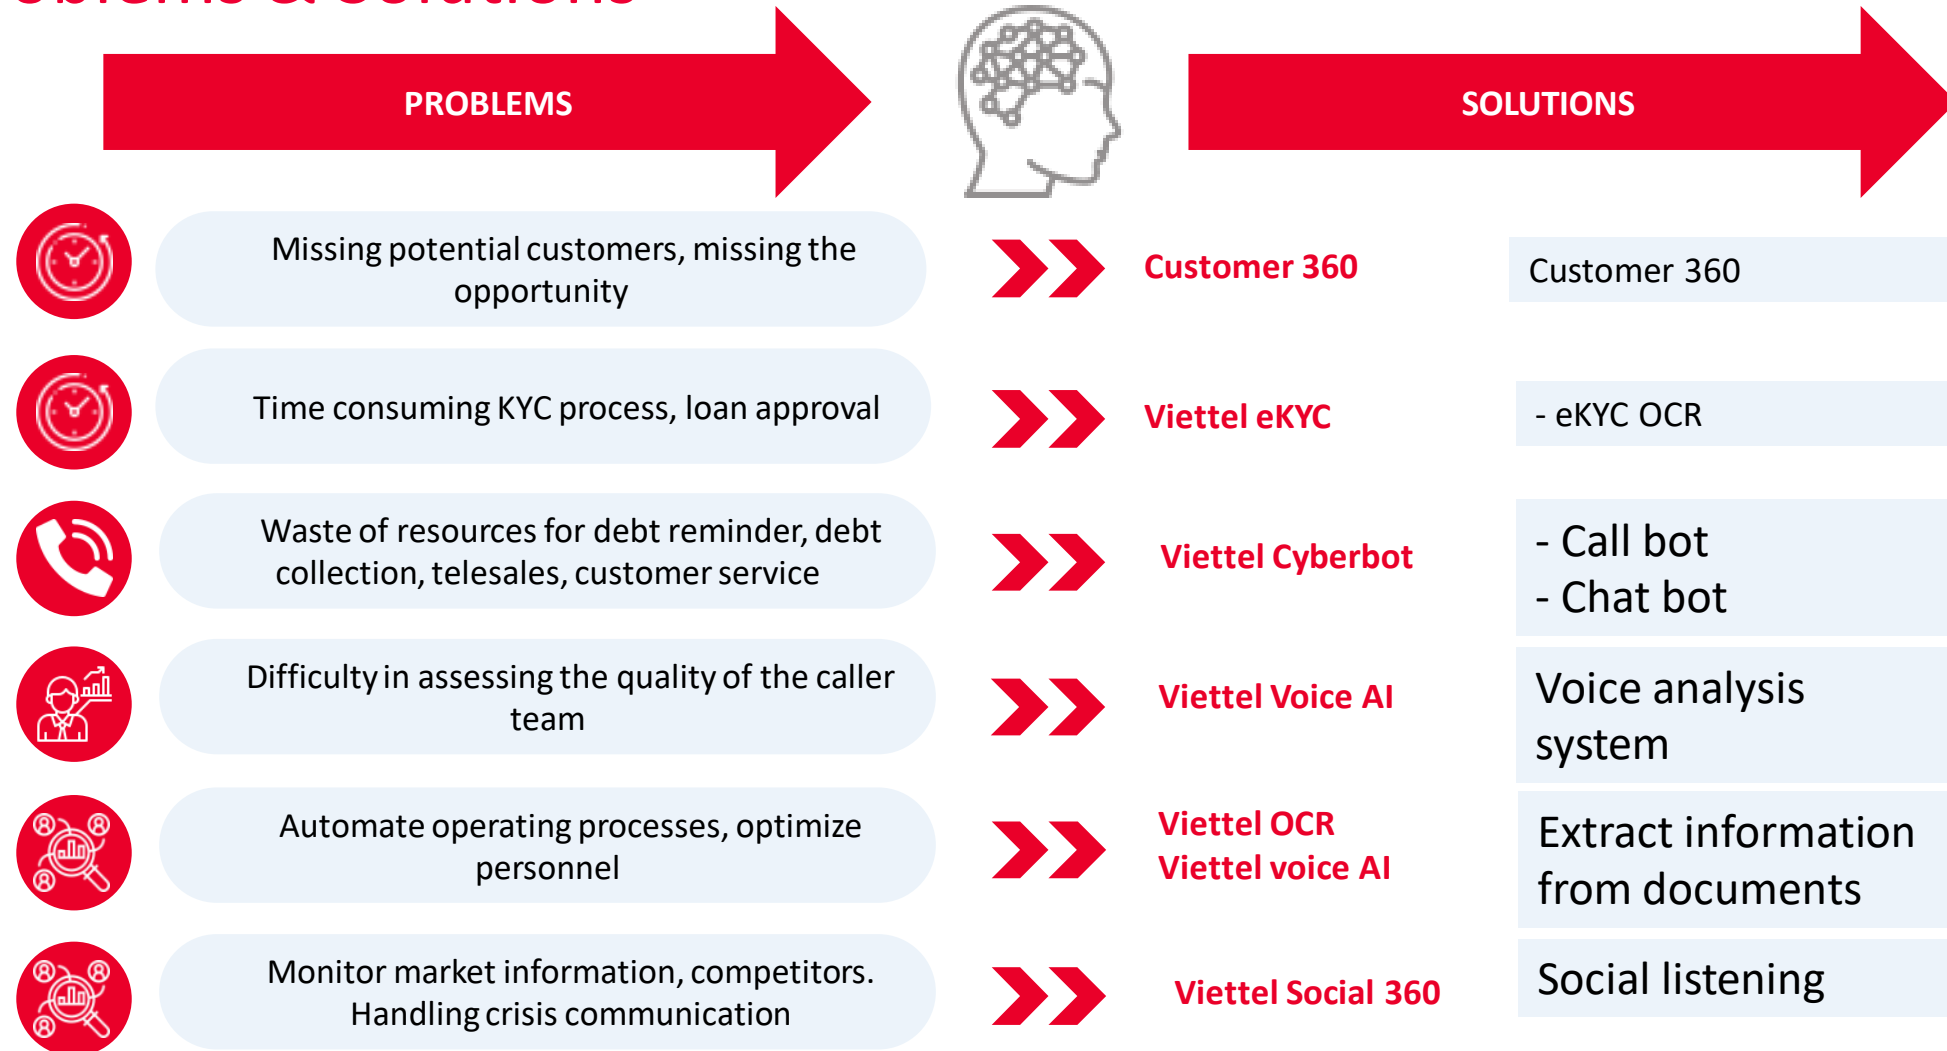 & Solutions
PROBLEMS
SOLUTIONS
Missing potential customers, missing the
opportunity
Customer 360
Customer 360
Time consuming KYC process, loan approval
Viettel eKYC
- eKYC OCR
Waste of resources for debt reminder, debt
collection, telesales, customer service
Viettel Cyberbot
- Call bot
- Chat bot
Difficulty in assessing the quality of the caller
team
Viettel Voice AI
Voice analysis
system
Automate operating processes, optimize
personnel
Viettel OCR
Viettel voice AI
Extract information
from documents
Monitor market information, competitors.
Handling crisis communication
Viettel Social 360
Social listening